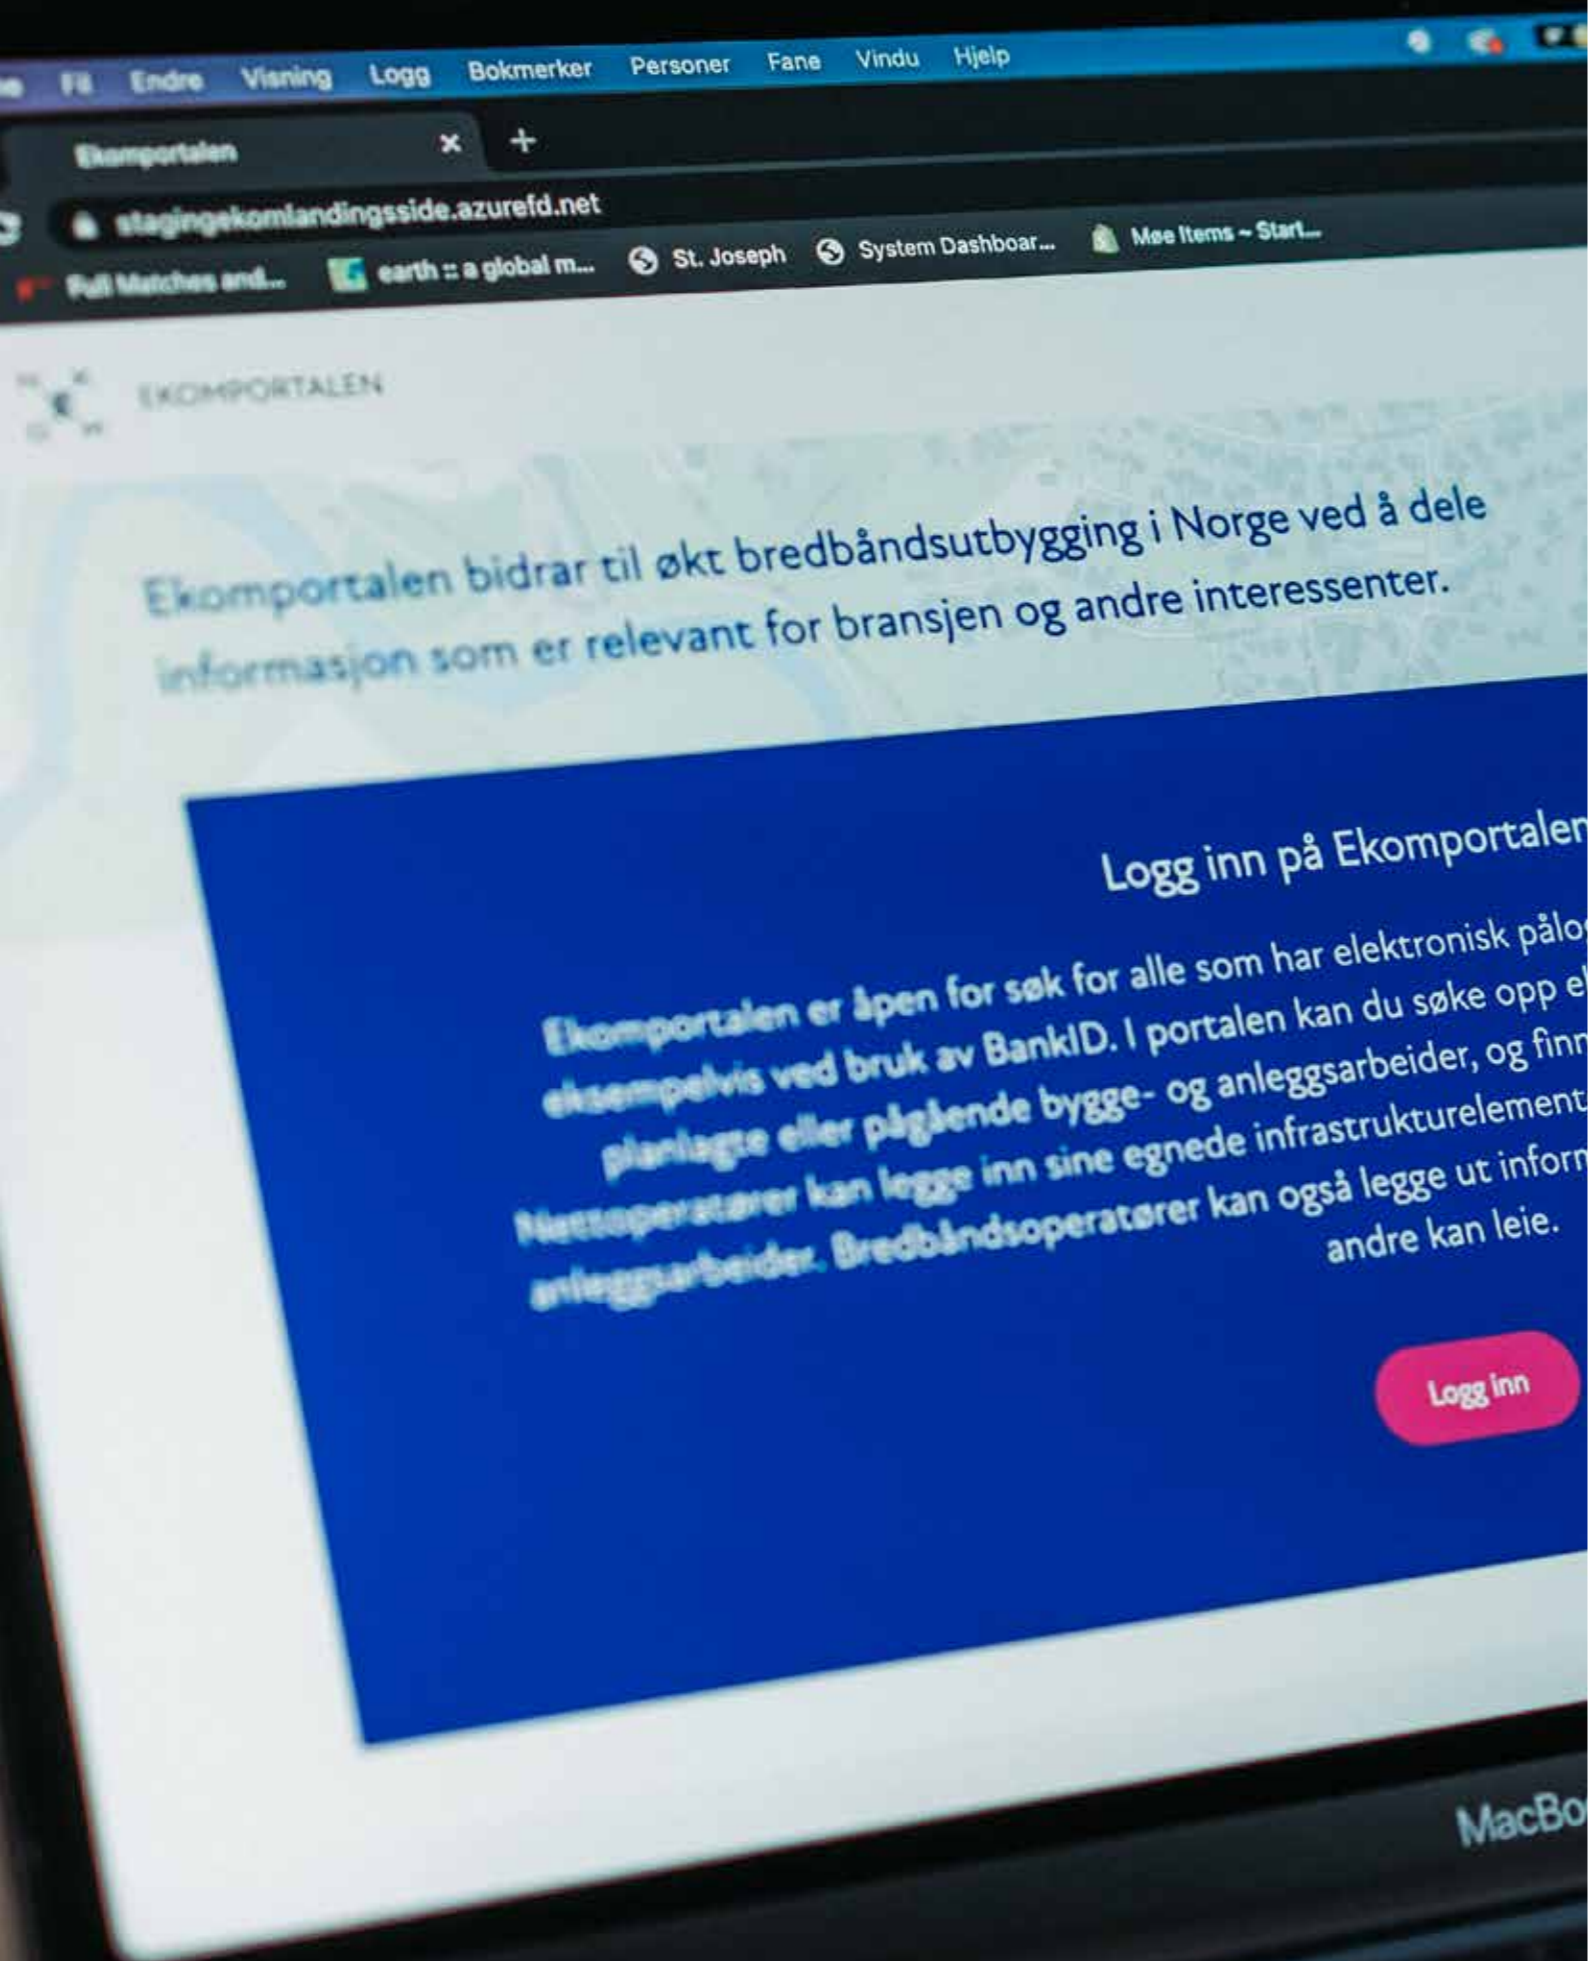 Fil Endre Visning Logg Bokmerker Personer Fane Vindu Hjelp
Ekomportalen
stagingekomlandingsside.azurefd.net
Full Matches and... earth :: a global m... St. Joseph System Dashboar... Møe Items ~ Start...
EKOMPORTALEN
Ekomportalen bidrar til økt bredbåndsutbygging i Norge ved å dele
informasjon som er relevant for bransjen og andre interessenter.
Logg inn på Ekomportalen
Ekomportalen er åpen for søk for alle som har elektronisk pålo
eksempelvis ved bruk av BankID. I portalen kan du søke opp e
planlagte eller pågående bygge- og anleggsarbeider, og finn
Nettoperatører kan legge inn sine egnede infrastrukturelement
anleggsarbeider. Bredbåndsoperatører kan også legge ut inforr
andre kan leie.
Logg inn
MacBo